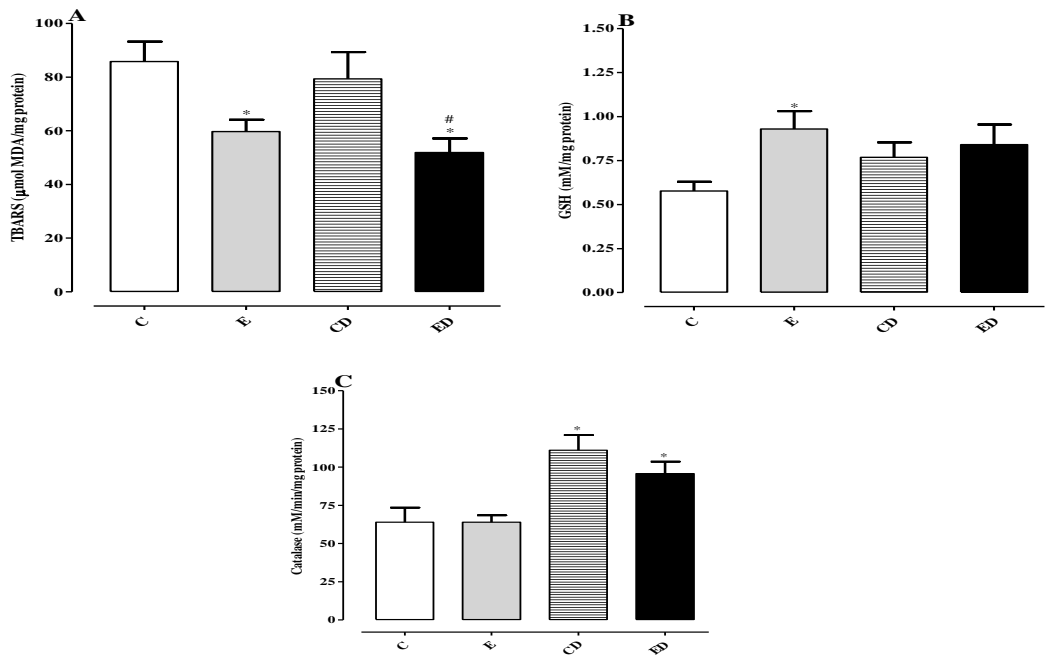 A
TBARS (µmol MDA/mg protein)
100
80
60
40
20
0
*
#
*
C
E
CD
ED
B
GSH (mM/mg protein)
1.50
1.25
1.00
0.75
0.50
0.25
0.00
*
C
E
CD
ED
C
Catalase (mM/min/mg protein)
150
125
100
75
50
25
0
*
*
C
E
CD
ED